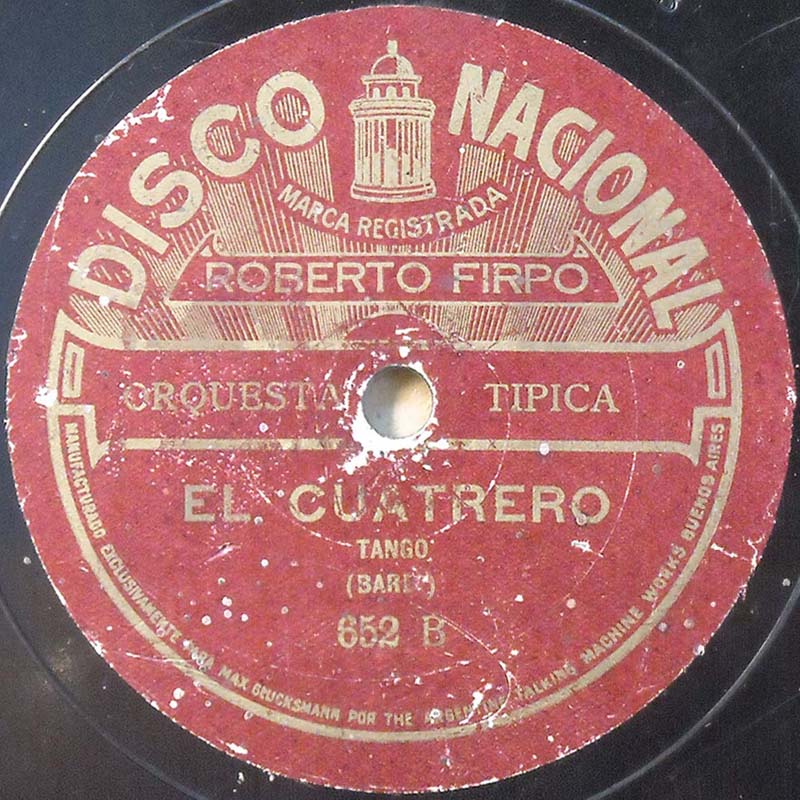 DISCO NACIONAL
MARCA REGISTRADA
ROBERTO FIRPO
ORQUESTA TIPICA
EL CUATRERO
TANGO
652 B
MANUFACTURADO EXCLUSIVAMENTE PARA MAX GLUCKSMANN POR THE ARGENTINE TALKING MACHINE WORKS BUENOS AIRES